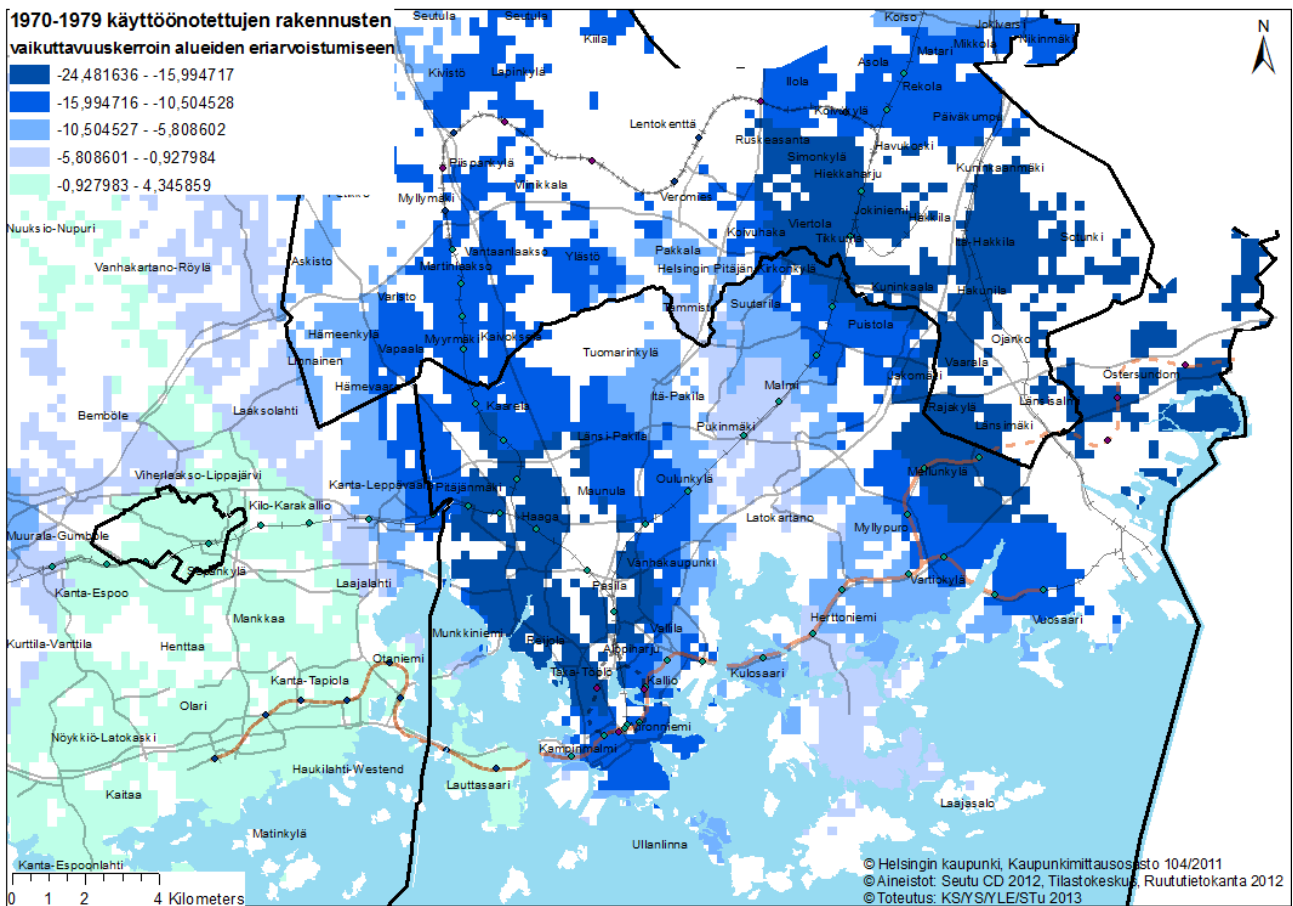 1970-1979 käyttöönotettujen rakennusten
vaikuttavuuskerroin alueiden eriarvoistumiseen
-24,481636 - -15,994717
-15,994716 - -10,504528
-10,504527 - -5,808602
-5,808601 - -0,927984
-0,927983 - 4,345859
N
Seutula
Seutula
Kiila
Korso
Jokivarsi
Mikkola
Nikinmäki
Matari
Asola
Kivistö
Lapinkylä
Ilola
Rekola
Lentokenttä
Koivukylä
Päiväkumpu
Ruskeasanta
Havukoski
Simonkylä
Piispankylä
Hiekkaharju
Kuninkaanmäki
Viinikkala
Myllymäki
Veromies
Jokiniemi
Hakkila
Nuuksio-Nupuri
Viertola
Koivuhaka
Tikkurila
Itä-Hakkila
Sotunki
Vantaanlaakso
Pakkala
Ylästö
Vanhakartano-Röylä
Askisto
Martinlaakso
Helsingin Pitäjän Kirkonkylä
Kuninkaala
Hakunila
Varisto
Tammisto
Suutarila
Puistola
Hämeenkylä
Myyrmäki
Kaivoksela
Ojanko
Vapaala
Tuomarinkylä
Linnainen
Vaarala
Östersundom
Hämevaara
Malmi
Jakomäki
Itä-Pakila
Länsisalmi
Bemböle
Laaksolahti
Kaarela
Rajakylä
Pukinmäki
Länsimäki
Länsi-Pakila
Viherlaakso-Lippajärvi
Mellunkylä
Kanta-Leppävaara
Pitäjänmäki
Maunula
Oulunkylä
Kilo-Karakallio
Haaga
Latokartano
Myllypuro
Muurala-Gumböle
Vanhakaupunki
Sepänkylä
Laajalahti
Pasilla
Vartiokylä
Kanta-Espoo
Mankkaa
Herttoniemi
Vuosaari
Vallila
Kurttila-Vanttila
Henttaa
Munkkiniemi
Reijola
Alppiharju
Otaniemi
Taka-Töölö
Kulosaari
Kanta-Tapiola
Kallio
Olari
Nöykkiö-Latokaski
Kampinmalmi
Haukilahti-Westend
Lauttasaari
Kaitaa
Laajasalo
Matinkylä
Ullanlinna
Kanta-Espoonlahti
© Helsingin kaupunki, Kaupunkimittausosasto 104/2011
© Aineistot: Seutu CD 2012, Tilastokeskus, Ruututietokanta 2012
© Toteutus: KS/YS/YLE/STu 2013
0 1 2 4 Kilometers